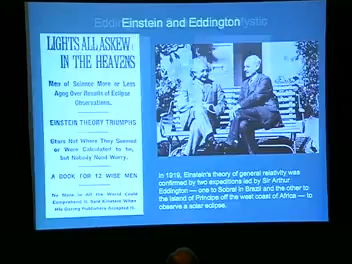 Einstein and Eddington
LIGHTS ALL ASKEW
IN THE HEAVENS
Men of Science More or Less
Agog Over Results of Eclipse
Observations.
EINSTEIN THEORY TRIUMPHS
Stars Not Where They Seemed
or Were Calculated to be,
but Nobody Need Worry.
A BOOK FOR 12 WISE MEN
No More in All the World Could
Comprehend It, Said Einstein When
His Daring Publishers Accepted It.
In 1919, Einstein's theory of general relativity was
confirmed by two expeditions led by Sir Arthur
Eddington — one to Sobral in Brazil and the other to
the island of Principe off the west coast of Africa — to
observe a solar eclipse.